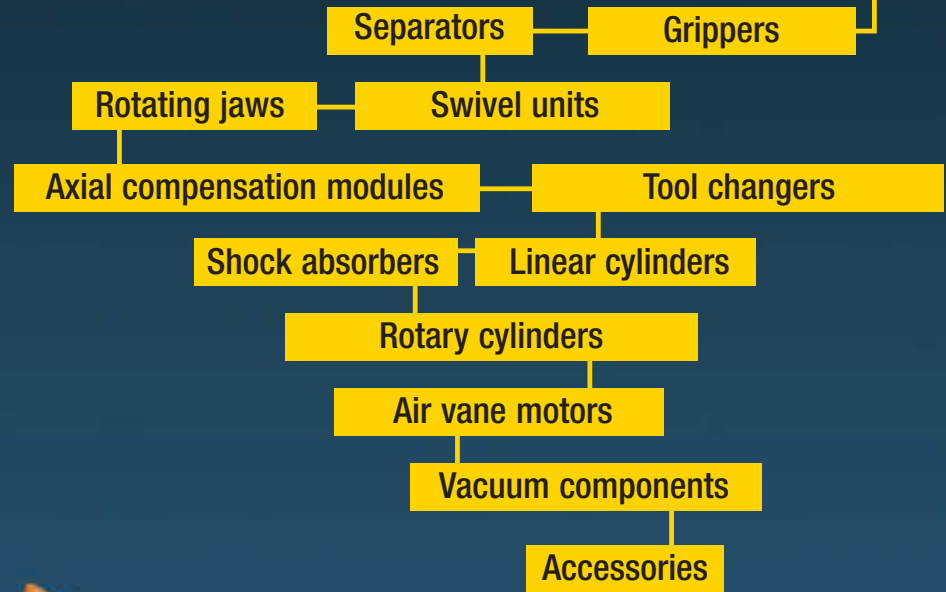 Separators
Grippers
Rotating jaws
Swivel units
Axial compensation modules
Tool changers
Shock absorbers
Linear cylinders
Rotary cylinders
Air vane motors
Vacuum components
Accessories